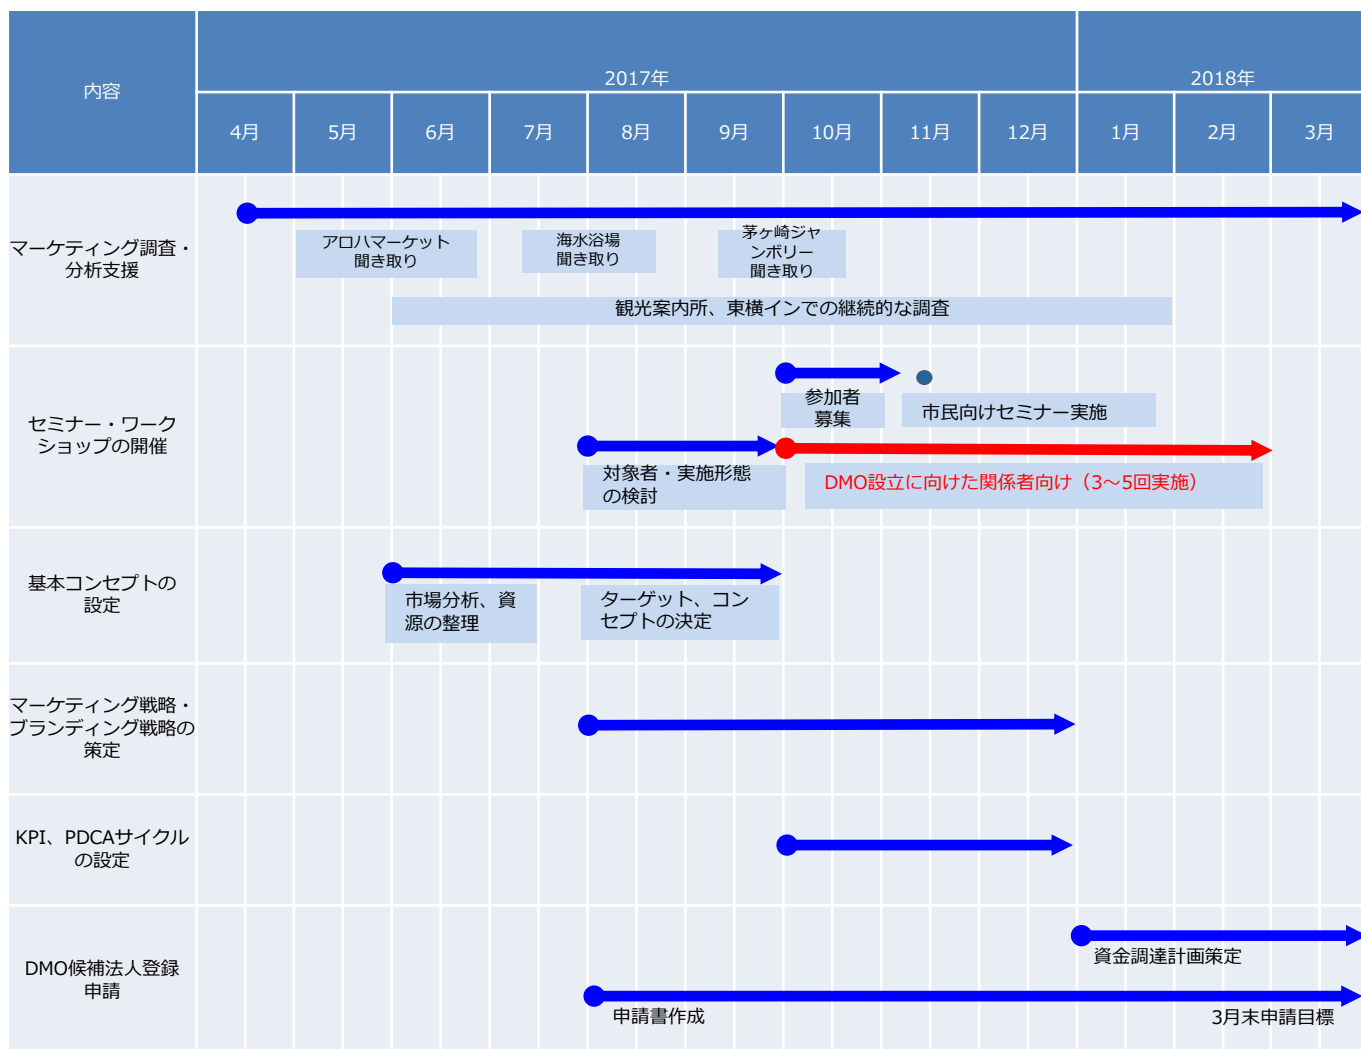 内容
2017年
2018年
4月
5月
6月
7月
8月
9月
10月
11月
12月
1月
2月
3月
マーケティング調査・
分析支援
アロハマーケット
聞き取り
海水浴場
聞き取り
茅ヶ崎ジャ
ンボリー
聞き取り
観光案内所、東横インでの継続的な調査
セミナー・ワーク
ショップの開催
参加者
募集
市民向けセミナー実施
対象者・実施形態
の検討
DMO設立に向けた関係者向け（3～5回実施）
基本コンセプトの
設定
市場分析、資
源の整理
ターゲット、コン
セプトの決定
マーケティング戦略・
ブランディング戦略の
策定
KPI、PDCAサイクル
の設定
DMO候補法人登録
申請
資金調達計画策定
申請書作成
3月末申請目標